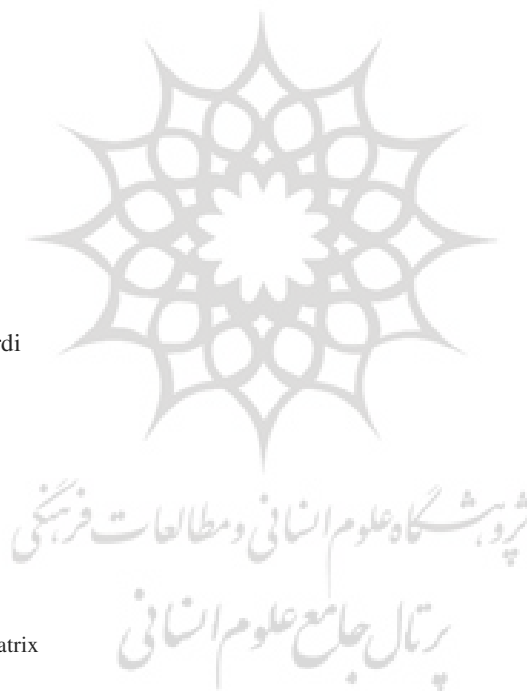 rdi
پژوهشگاه علوم انسانی و مطالعات فرهنگی
پرتال جامع علوم انسانی
atrix